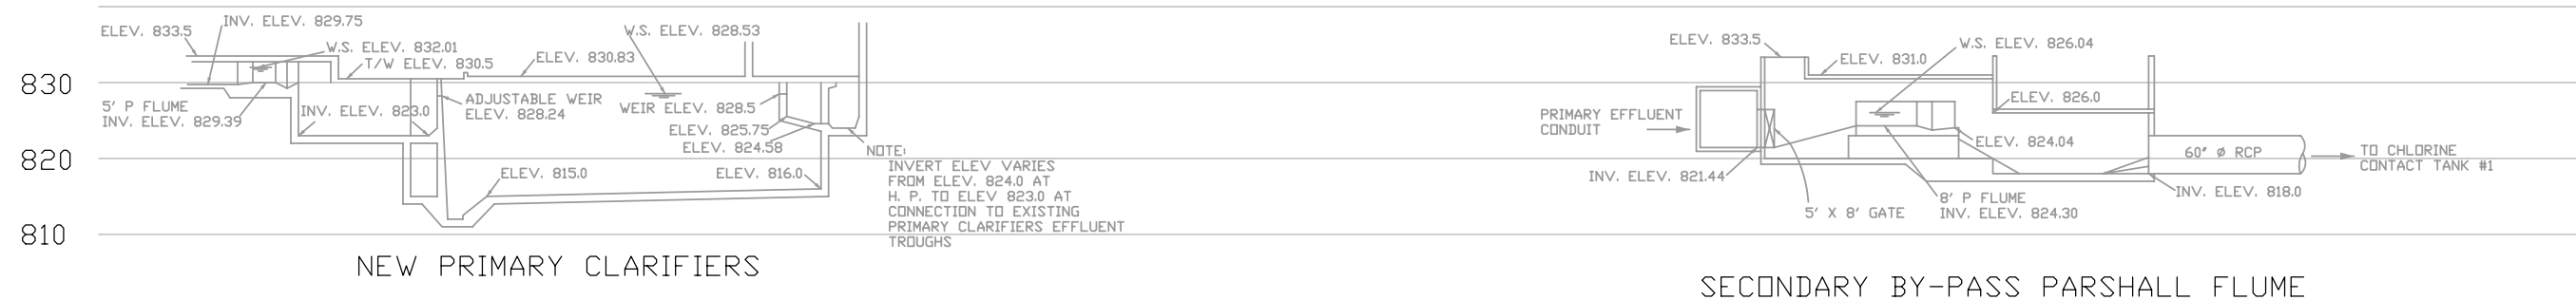 830
820
810
INV. ELEV. 829.75
ELEV. 833.5
W.S. ELEV. 832.01
T/W ELEV. 830.5
5' P FLUME
INV. ELEV. 829.39
INV. ELEV. 823.0
ADJUSTABLE WEIR
ELEV. 828.24
ELEV. 830.83
W.S. ELEV. 828.53
WEIR ELEV. 828.5
ELEV. 825.75
ELEV. 824.58
ELEV. 815.0
ELEV. 816.0
NOTE:
INVERT ELEV VARIES
FROM ELEV. 824.0 AT
H. P. TO ELEV 823.0 AT
CONNECTION TO EXISTING
PRIMARY CLARIFIERS EFFLUENT
TROUGHS
NEW PRIMARY CLARIFIERS
ELEV. 833.5
ELEV. 831.0
W.S. ELEV. 826.04
ELEV. 826.0
PRIMARY EFFLUENT
CONDUIT
ELEV. 824.04
INV. ELEV. 821.44
5' X 8' GATE
8' P FLUME
INV. ELEV. 824.30
60" Ø RCP
INV. ELEV. 818.0
TO CHLORINE
CONTACT TANK #1
SECONDARY BY-PASS PARSHALL FLUME